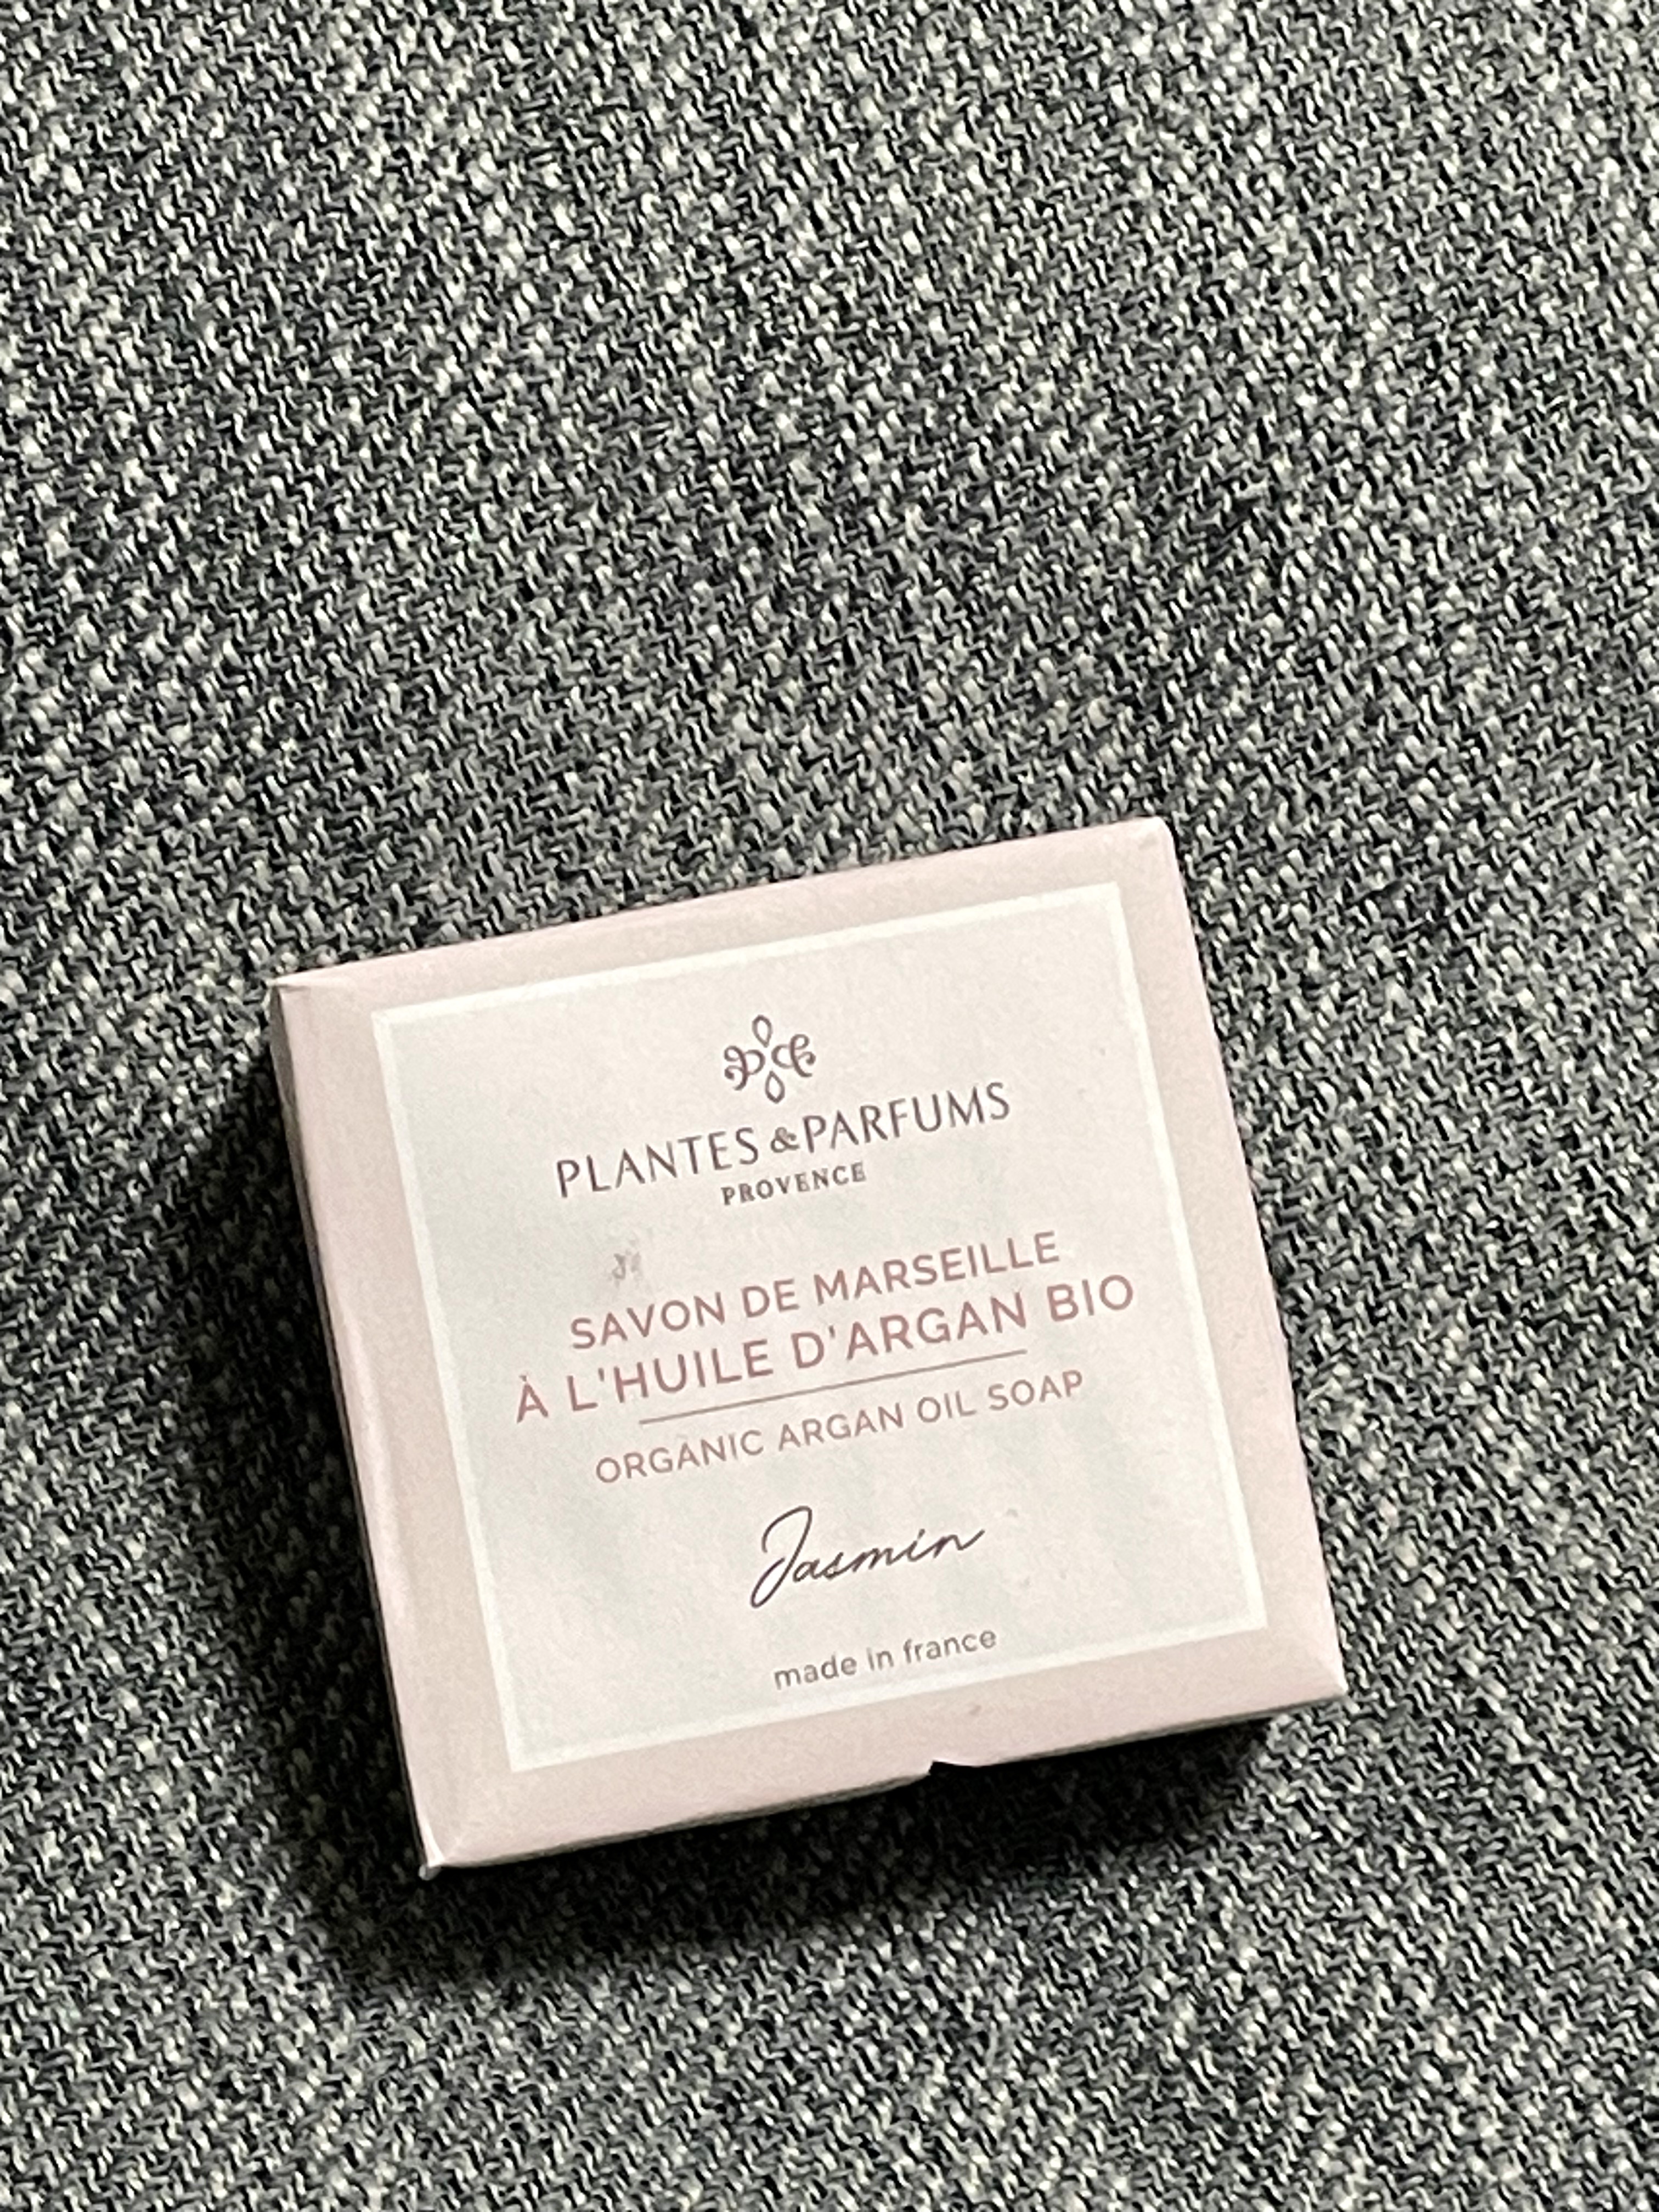 PLANTES & PARFUMS
PROVENCE
SAVON DE MARSEILLE
À L'HUILE D'ARGAN BIO
ORGANIC ARGAN OIL SOAP
Jasmin
made in france